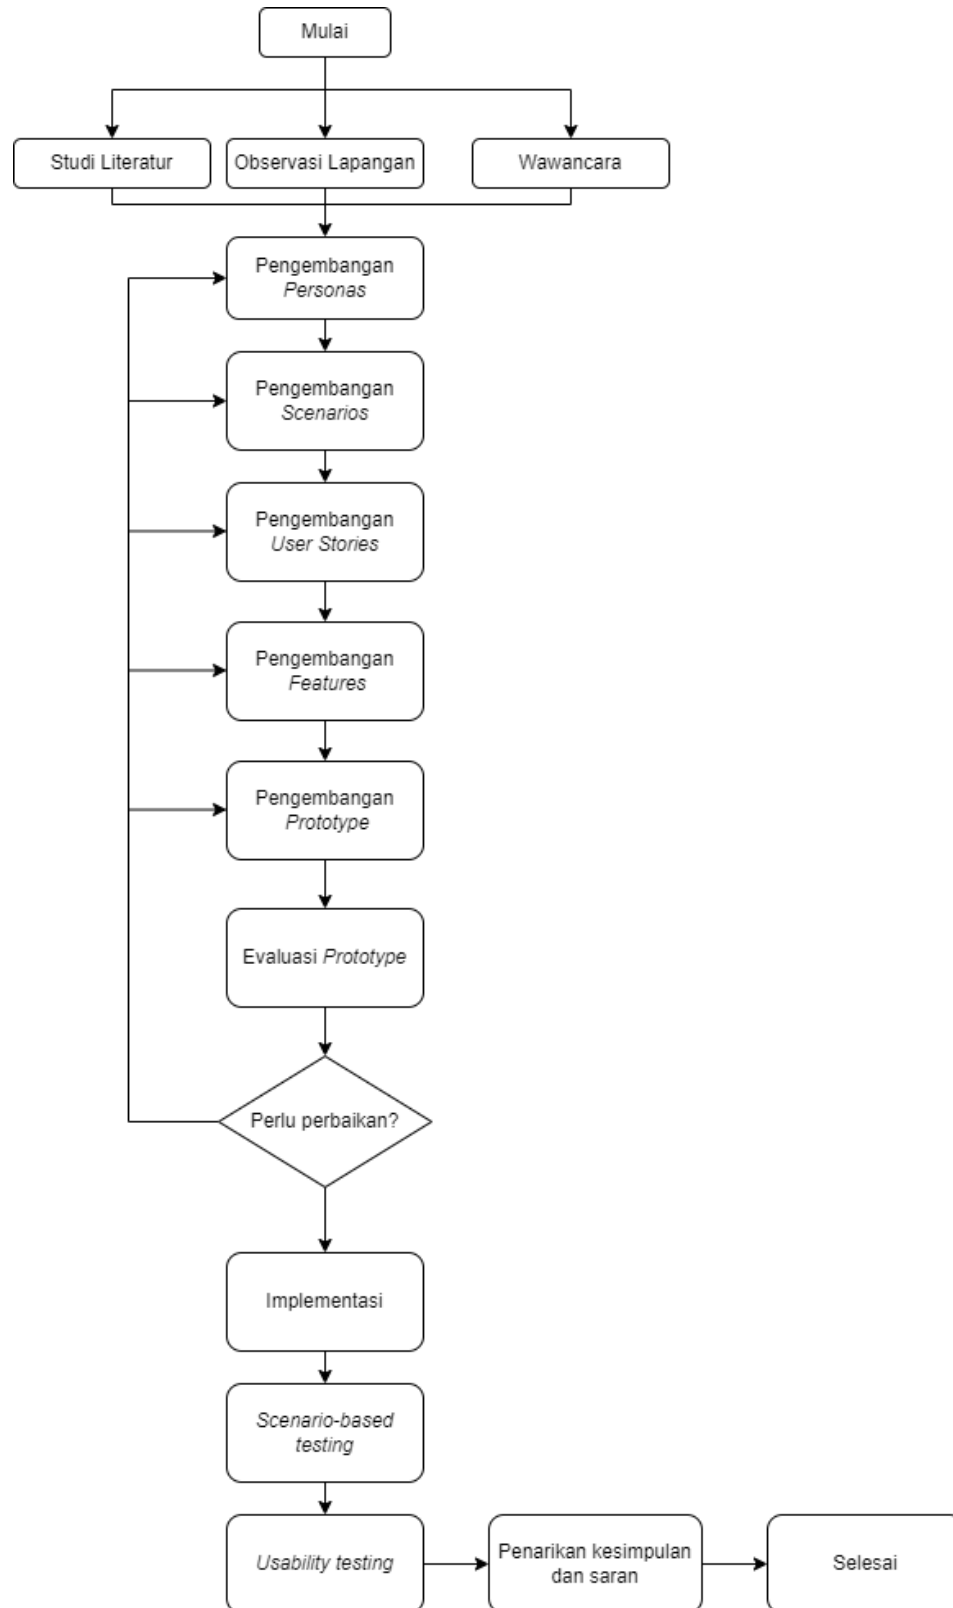 Mulai
Studi Literatur
Observasi Lapangan
Wawancara
Pengembangan
Personas
Pengembangan
Scenarios
Pengembangan
User Stories
Pengembangan
Features
Pengembangan
Prototype
Evaluasi Prototype
Perlu perbaikan?
Implementasi
Scenario-based
testing
Usability testing
Penarikan kesimpulan
dan saran
Selesai